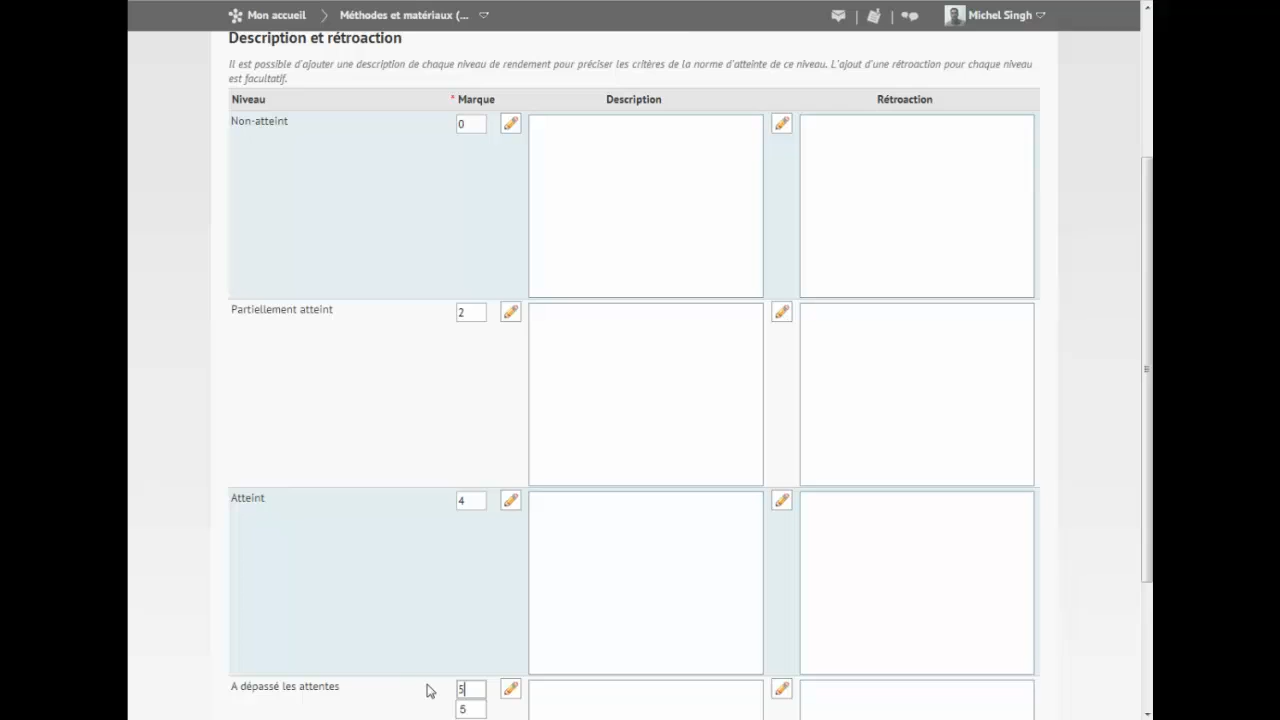 Mon accueil Méthodes et matériaux (... Michel Singh
Description et rétroaction
Il est possible d'ajouter une description de chaque niveau de rendement pour préciser les critères de la norme d'atteinte de ce niveau. L'ajout d'une rétroaction pour chaque niveau
est facultatif.
Niveau * Marque Description Rétroaction
Non-atteint 0
Partiellement atteint 2
Atteint 4
A dépassé les attentes 5
5